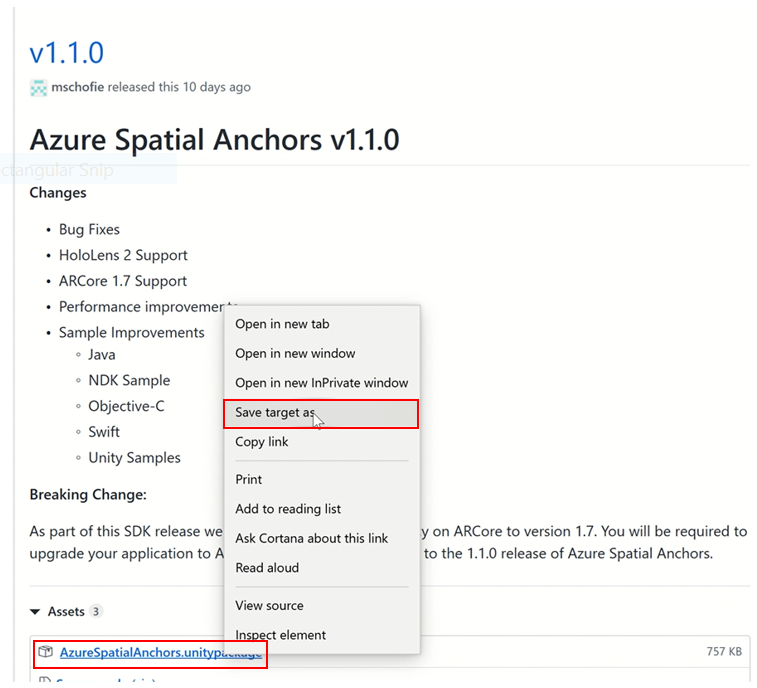 v1.1.0
mschofie released this 10 days ago
Azure Spatial Anchors v1.1.0
ctangular Snip
Changes
• Bug Fixes
• HoloLens 2 Support
• ARCore 1.7 Support
• Performance improvements
• Sample Improvements
◦ Java
◦ NDK Sample
◦ Objective-C
◦ Swift
◦ Unity Samples
Open in new tab
Open in new window
Open in new InPrivate window
Save target as
Copy link
Print
Add to reading list
Ask Cortana about this link
Read aloud
View source
Inspect element
Breaking Change:
As part of this SDK release we y on ARCore to version 1.7. You will be required to
upgrade your application to A to the 1.1.0 release of Azure Spatial Anchors.
Assets 3
AzureSpatialAnchors.unitypackage 757 KB